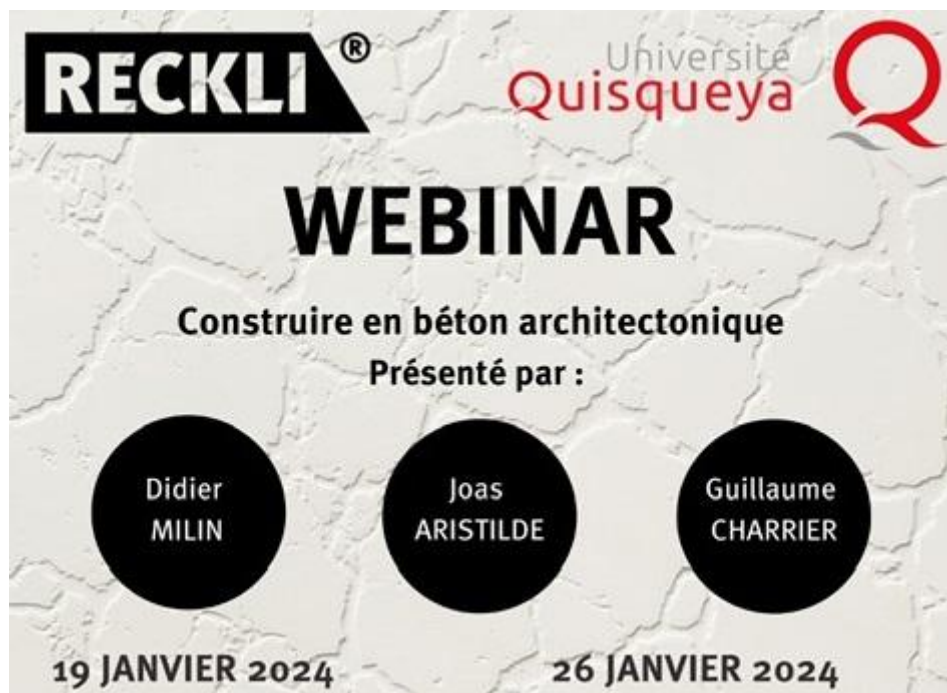 RECKLI®
Université
Quisqueya
WEBINAR
Construire en béton architectonique
Présenté par :
Didier
MILIN
Joas
ARISTILDE
Guillaume
CHARRIER
19 JANVIER 2024
26 JANVIER 2024